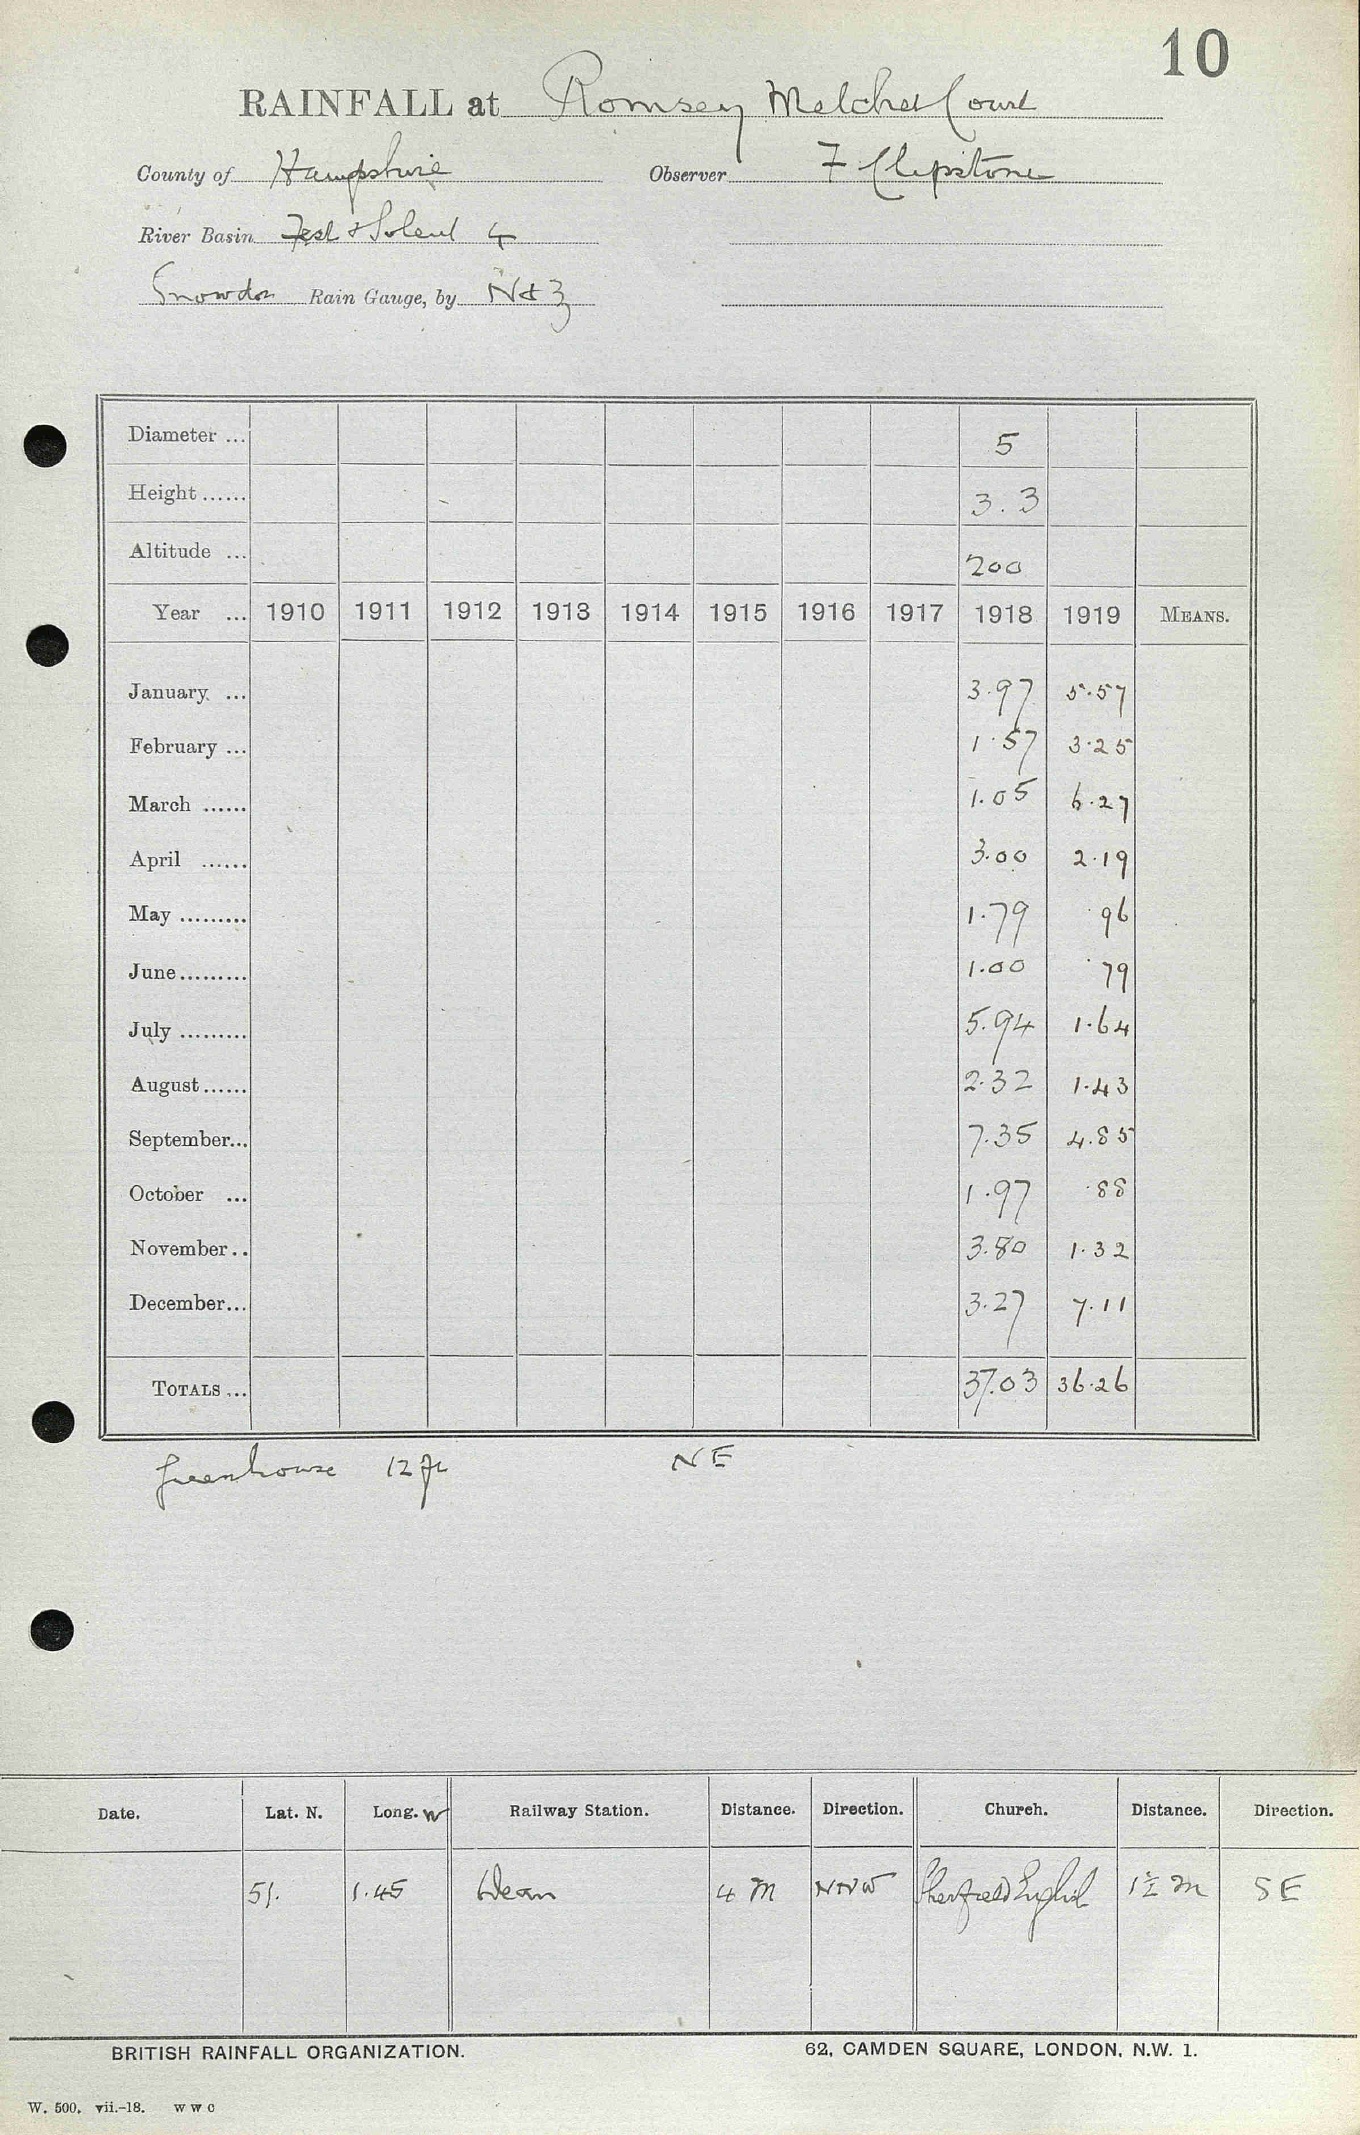 10
RAINFALL at Romsey Melchet Court
County of Hampshire Observer F Clipstone
River Basin Test & Solent 4
Snowdon Rain Gauge, by N & Z
Diameter ... 5
Height ...... 3.3
Altitude ... 200
Year ... 1910 1911 1912 1913 1914 1915 1916 1917 1918 1919 MEANS.
January ... 3.97 5.57
February ... 1.57 3.25
March ...... 1.05 6.27
April ...... 3.00 2.19
May ......... 1.79 .96
June ......... 1.00 .79
July ......... 5.94 1.64
August ...... 2.32 1.43
September... 7.35 4.85
October ... 1.97 .88
November .. 3.80 1.32
December... 3.27 7.11
TOTALS ... 37.03 36.26
Greenhouse 12 ft NE
Date. Lat. N. Long. W Railway Station. Distance. Direction. Church. Distance. Direction.
51. 1.45 Dean 4 m NNW Sherfield English 1½ m SE
BRITISH RAINFALL ORGANIZATION. 62, CAMDEN SQUARE, LONDON, N.W. 1.
W. 500. vii.-18. W W C